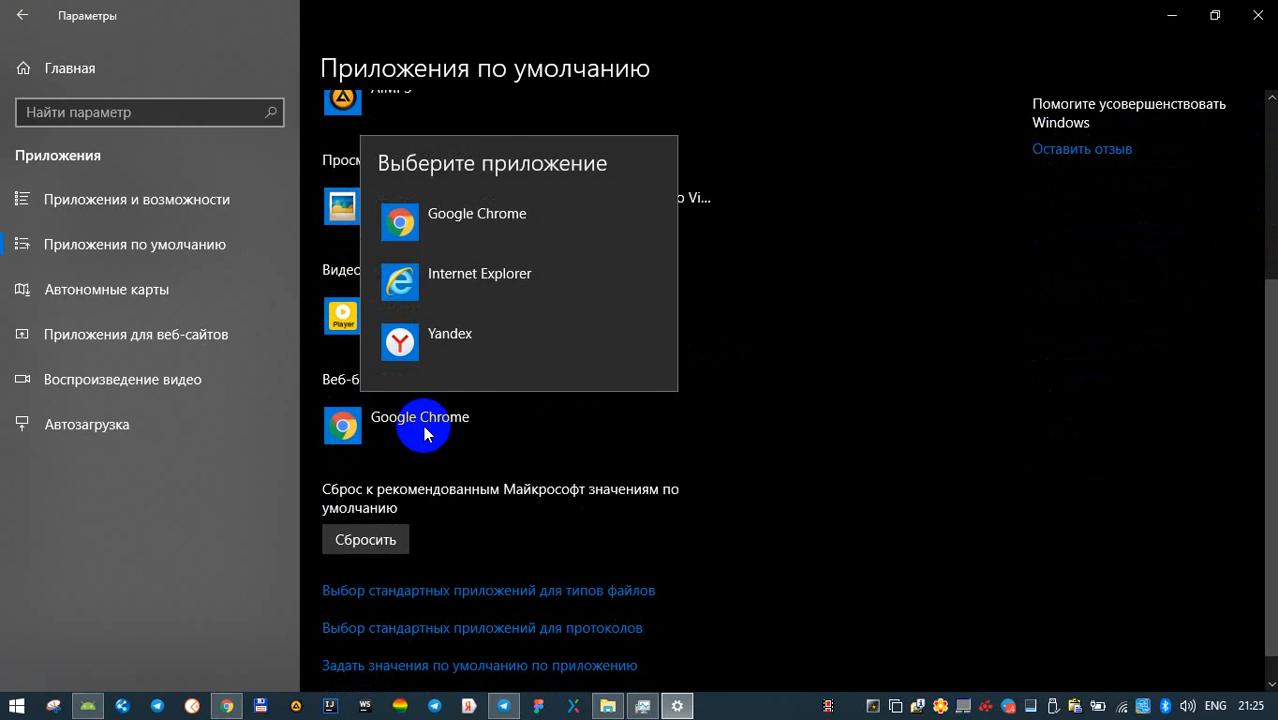 Параметры
Главная
Найти параметр
Приложения
Приложения и возможности
Приложения по умолчанию
Автономные карты
Приложения для веб-сайтов
Воспроизведение видео
Автозагрузка
Приложения по умолчанию
Выберите приложение
Google Chrome
Internet Explorer
Yandex
Player
Google Chrome
Сброс к рекомендованным Майкрософт значениям по
умолчанию
Сбросить
Выбор стандартных приложений для типов файлов
Выбор стандартных приложений для протоколов
Задать значения по умолчанию по приложению
Помогите усовершенствовать
Windows
Оставить отзыв
ENG
21:25